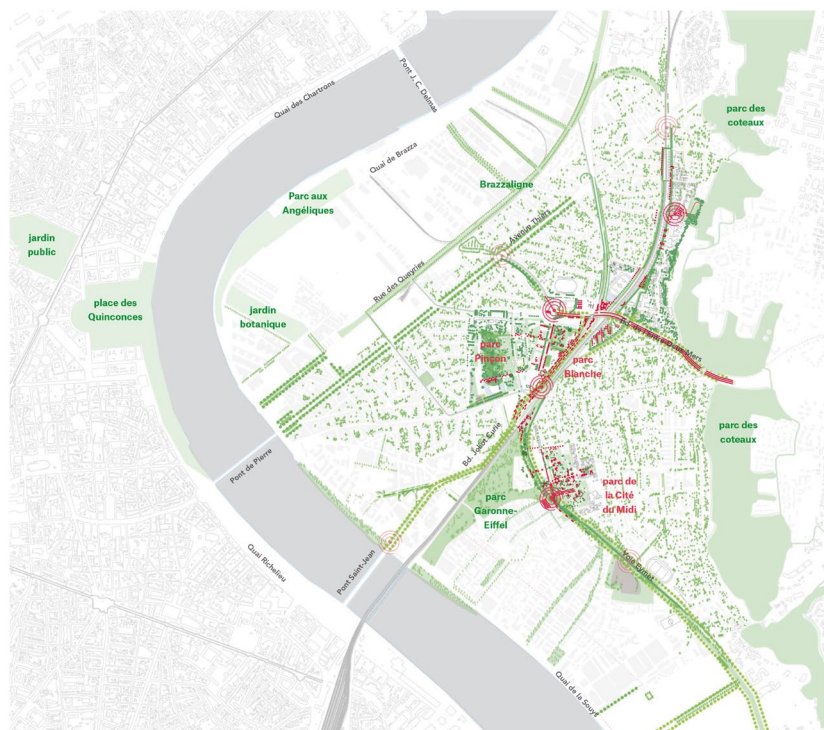 Quai des Chartrons
Pont J. C. Delmas
parc des
coteaux
Quai de Brazza
Brazzaligne
Parc aux
Angéliques
Avenue Thiers
jardin
public
Rue des Queyries
place des
Quinconces
jardin
botanique
parc
Pinçon
parc
Blanche
parc des
coteaux
Bd. Joliot Curie
Pont de Pierre
parc
Garonne-
Eiffel
parc de
la Cité
du Midi
Quai Richelieu
Pont Saint-Jean
Voie Eymet
Quai de la Souye